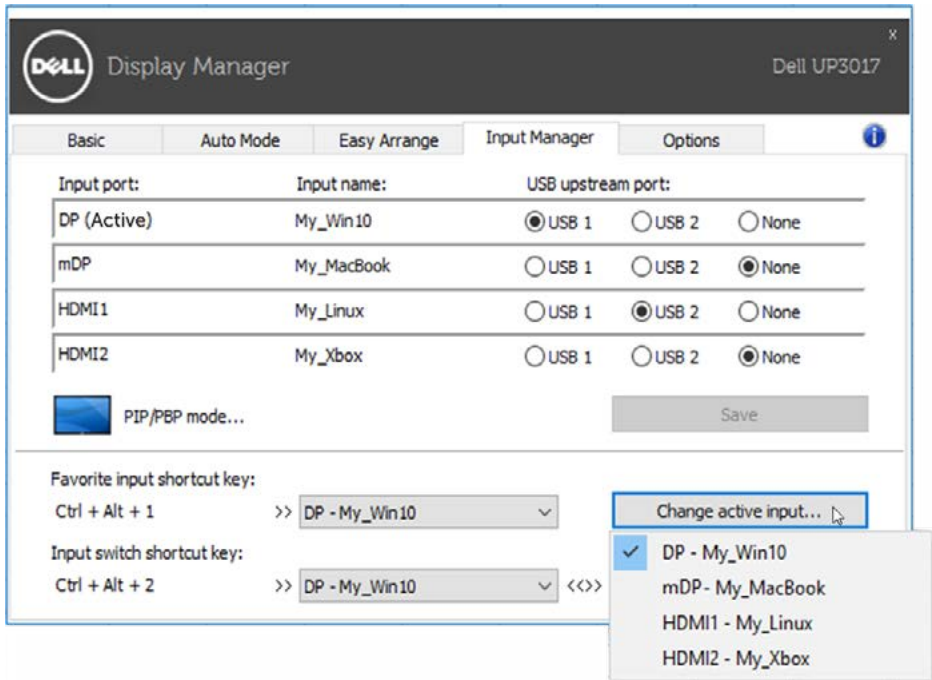 DELL Display Manager
x
Dell UP3017
Basic Auto Mode Easy Arrange Input Manager Options i
Input port: Input name: USB upstream port:
DP (Active) My_Win10 USB 1 USB 2 None
mDP My_MacBook USB 1 USB 2 None
HDMI1 My_Linux USB 1 USB 2 None
HDMI2 My_Xbox USB 1 USB 2 None
PIP/PBP mode... Save
Favorite input shortcut key:
Ctrl + Alt + 1 >> DP - My_Win10 Change active input...
Input switch shortcut key:
Ctrl + Alt + 2 >> DP - My_Win10 <<>>
DP - My_Win10
mDP- My_MacBook
HDMI1 - My_Linux
HDMI2 - My_Xbox